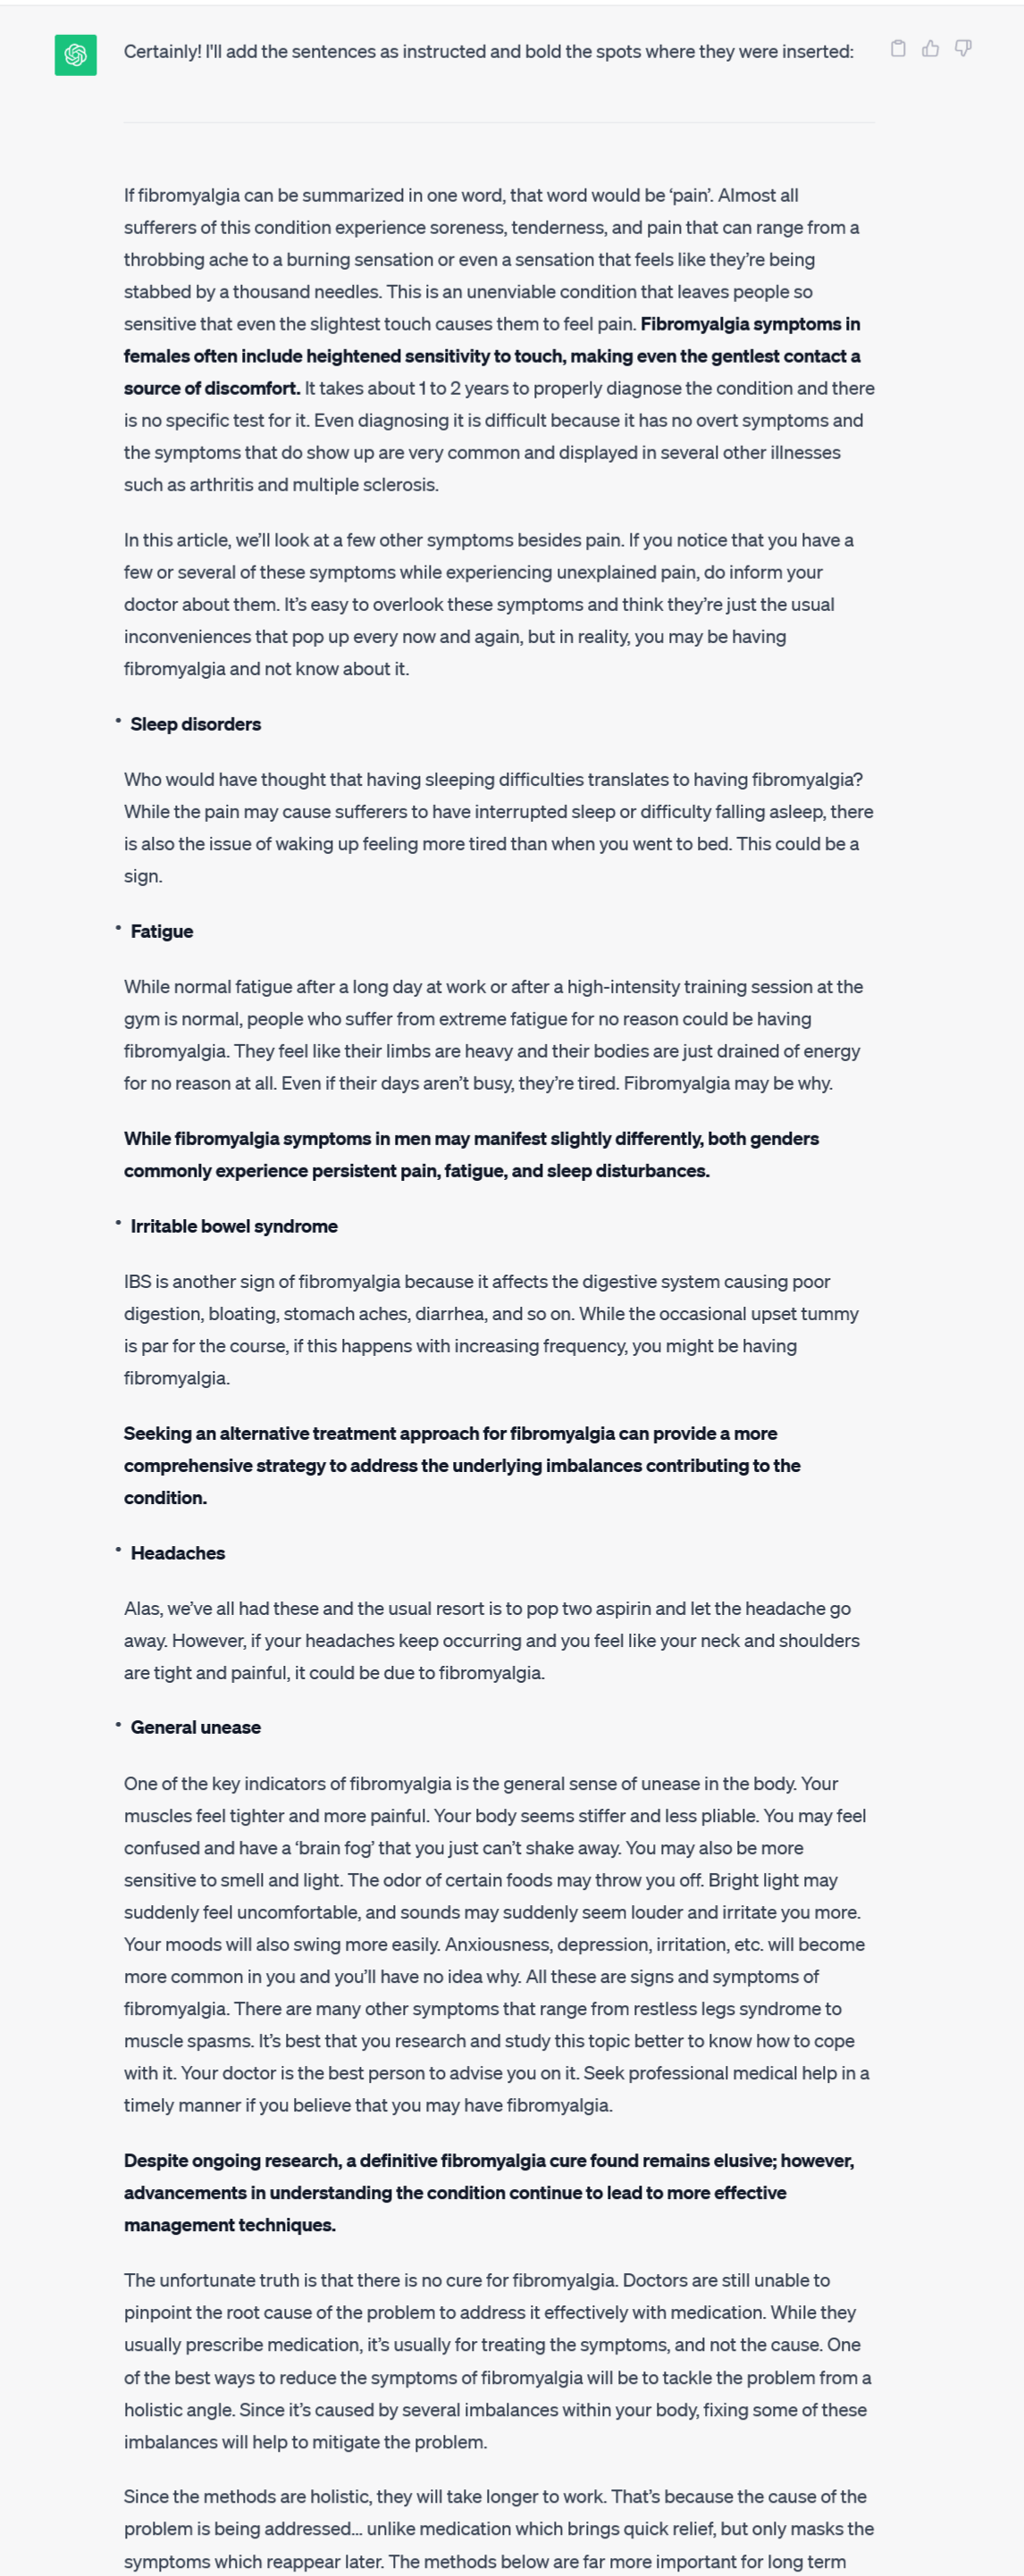 Certainly! I'll add the sentences as instructed and bold the spots where they were inserted:
If fibromyalgia can be summarized in one word, that word would be ‘pain’. Almost all
sufferers of this condition experience soreness, tenderness, and pain that can range from a
throbbing ache to a burning sensation or even a sensation that feels like they’re being
stabbed by a thousand needles. This is an unenviable condition that leaves people so
sensitive that even the slightest touch causes them to feel pain. Fibromyalgia symptoms in
females often include heightened sensitivity to touch, making even the gentlest contact a
source of discomfort. It takes about 1 to 2 years to properly diagnose the condition and there
is no specific test for it. Even diagnosing it is difficult because it has no overt symptoms and
the symptoms that do show up are very common and displayed in several other illnesses
such as arthritis and multiple sclerosis.
In this article, we’ll look at a few other symptoms besides pain. If you notice that you have a
few or several of these symptoms while experiencing unexplained pain, do inform your
doctor about them. It’s easy to overlook these symptoms and think they’re just the usual
inconveniences that pop up every now and again, but in reality, you may be having
fibromyalgia and not know about it.
• Sleep disorders
Who would have thought that having sleeping difficulties translates to having fibromyalgia?
While the pain may cause sufferers to have interrupted sleep or difficulty falling asleep, there
is also the issue of waking up feeling more tired than when you went to bed. This could be a
sign.
• Fatigue
While normal fatigue after a long day at work or after a high-intensity training session at the
gym is normal, people who suffer from extreme fatigue for no reason could be having
fibromyalgia. They feel like their limbs are heavy and their bodies are just drained of energy
for no reason at all. Even if their days aren’t busy, they’re tired. Fibromyalgia may be why.
While fibromyalgia symptoms in men may manifest slightly differently, both genders
commonly experience persistent pain, fatigue, and sleep disturbances.
• Irritable bowel syndrome
IBS is another sign of fibromyalgia because it affects the digestive system causing poor
digestion, bloating, stomach aches, diarrhea, and so on. While the occasional upset tummy
is par for the course, if this happens with increasing frequency, you might be having
fibromyalgia.
Seeking an alternative treatment approach for fibromyalgia can provide a more
comprehensive strategy to address the underlying imbalances contributing to the
condition.
• Headaches
Alas, we’ve all had these and the usual resort is to pop two aspirin and let the headache go
away. However, if your headaches keep occurring and you feel like your neck and shoulders
are tight and painful, it could be due to fibromyalgia.
• General unease
One of the key indicators of fibromyalgia is the general sense of unease in the body. Your
muscles feel tighter and more painful. Your body seems stiffer and less pliable. You may feel
confused and have a ‘brain fog’ that you just can’t shake away. You may also be more
sensitive to smell and light. The odor of certain foods may throw you off. Bright light may
suddenly feel uncomfortable, and sounds may suddenly seem louder and irritate you more.
Your moods will also swing more easily. Anxiousness, depression, irritation, etc. will become
more common in you and you’ll have no idea why. All these are signs and symptoms of
fibromyalgia. There are many other symptoms that range from restless legs syndrome to
muscle spasms. It’s best that you research and study this topic better to know how to cope
with it. Your doctor is the best person to advise you on it. Seek professional medical help in a
timely manner if you believe that you may have fibromyalgia.
Despite ongoing research, a definitive fibromyalgia cure found remains elusive; however,
advancements in understanding the condition continue to lead to more effective
management techniques.
The unfortunate truth is that there is no cure for fibromyalgia. Doctors are still unable to
pinpoint the root cause of the problem to address it effectively with medication. While they
usually prescribe medication, it’s usually for treating the symptoms, and not the cause. One
of the best ways to reduce the symptoms of fibromyalgia will be to tackle the problem from a
holistic angle. Since it’s caused by several imbalances within your body, fixing some of these
imbalances will help to mitigate the problem.
Since the methods are holistic, they will take longer to work. That’s because the cause of the
problem is being addressed… unlike medication which brings quick relief, but only masks the
symptoms which reappear later. The methods below are far more important for long term